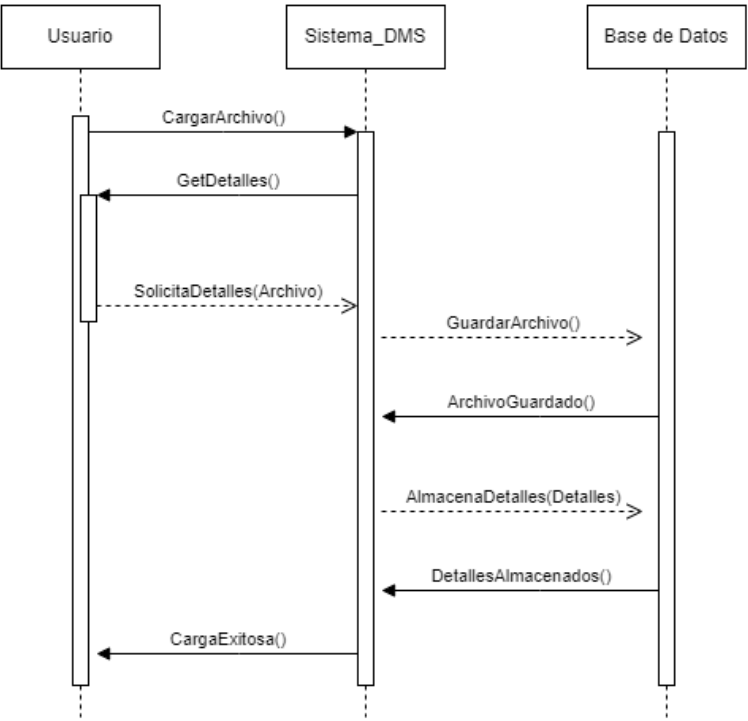 Usuario
Sistema_DMS
Base de Datos
CargarArchivo()
GetDetalles()
SolicitaDetalles(Archivo)
GuardarArchivo()
ArchivoGuardado()
AlmacenaDetalles(Detalles)
DetallesAlmacenados()
CargaExitosa()